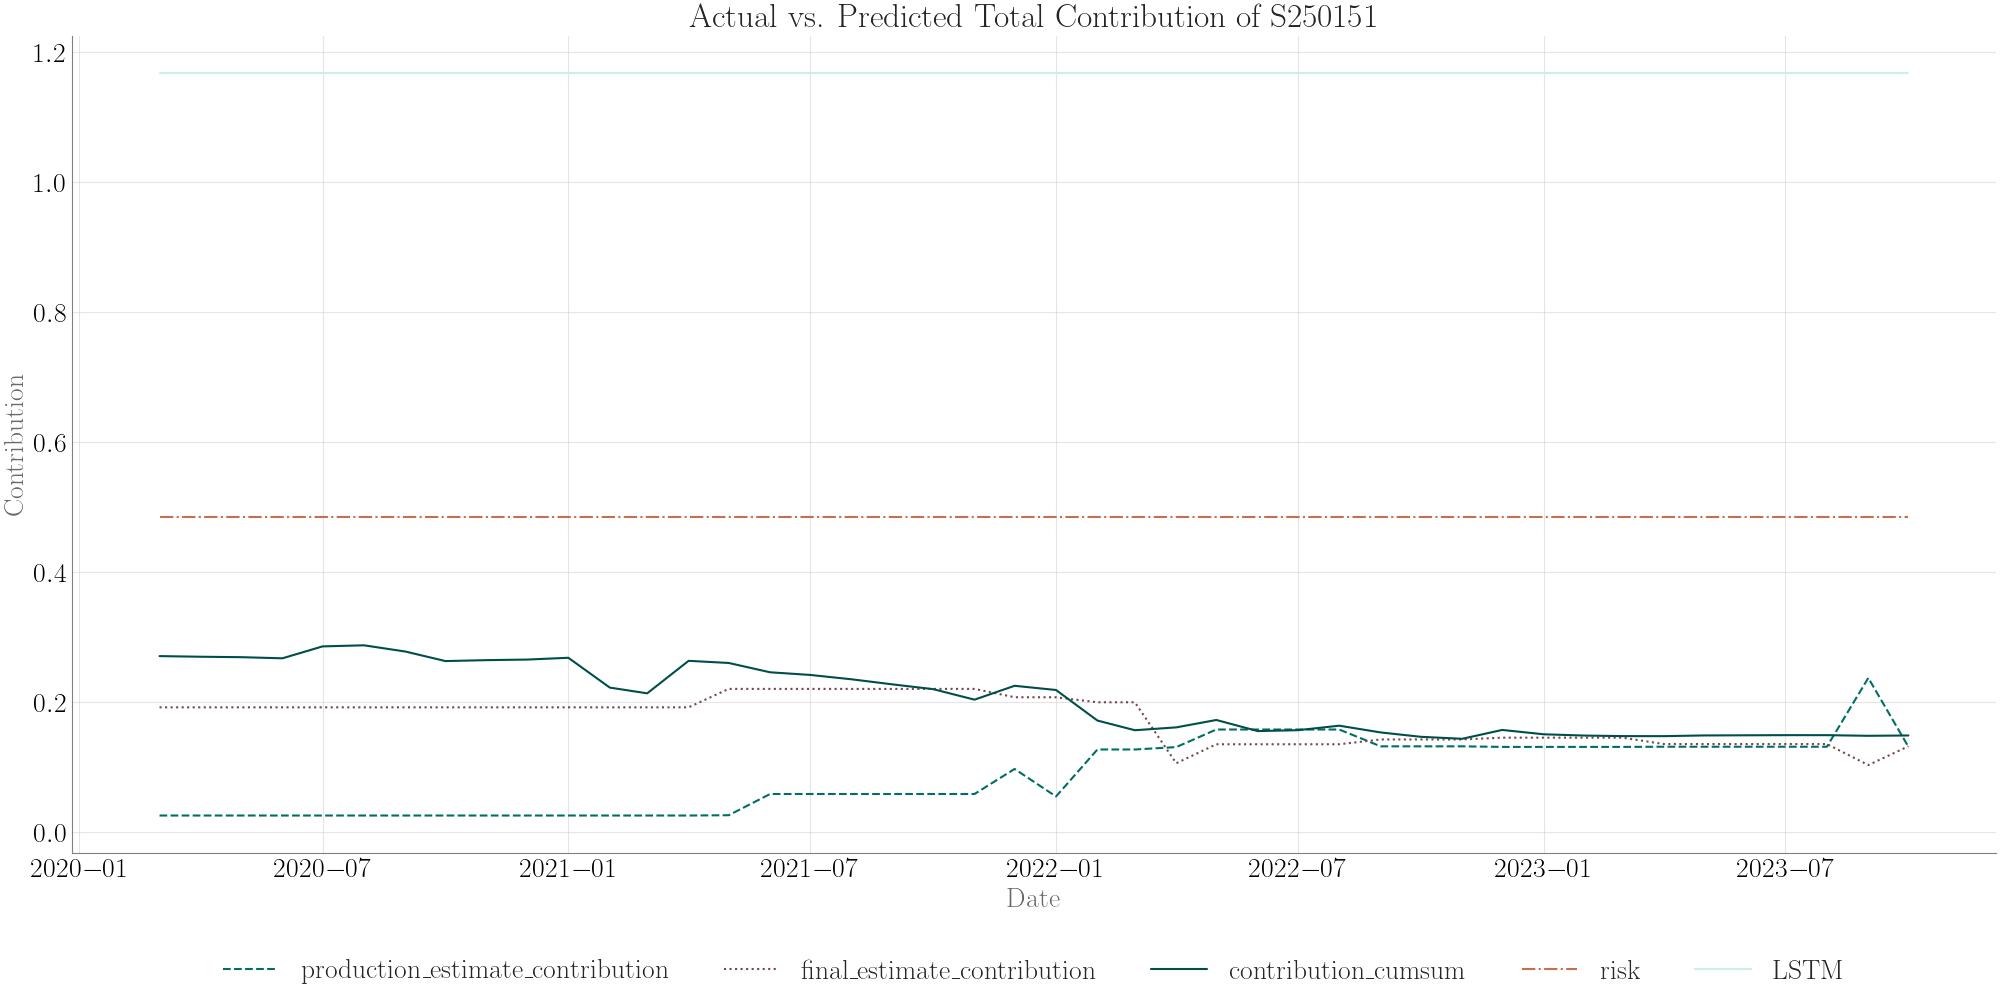 Actual vs. Predicted Total Contribution of S250151
1.2
1.0
0.8
0.6
0.4
0.2
0.0
Contribution
2020−01 2020−07 2021−01 2021−07 2022−01 2022−07 2023−01 2023−07
Date
production_estimate_contribution final_estimate_contribution contribution_cumsum risk LSTM